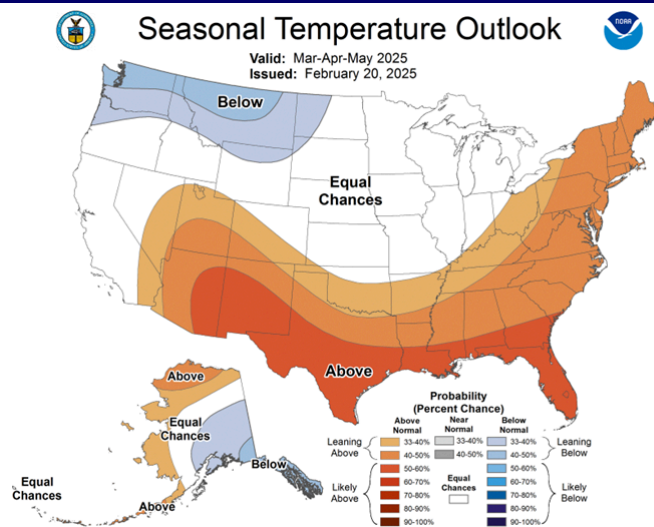 Seasonal Temperature Outlook
NOAA
Valid: Mar-Apr-May 2025
Issued: February 20, 2025
Below
Equal
Chances
Above
Above
Equal
Chances
Below
Equal
Chances
Above
Probability
(Percent Chance)
Above Normal
Near Normal
Below Normal
Leaning Above
33-40% 33-40% 33-40%
40-50% 40-50% 40-50%
Leaning Below
Likely Above
50-60% 50-60%
60-70% 60-70%
70-80% 70-80%
80-90% 80-90%
90-100% 90-100%
Equal Chances
Likely Below